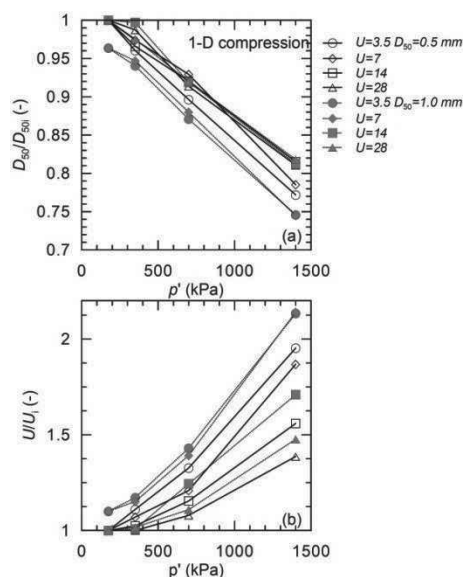 1
0.95
0.9
0.85
0.8
0.75
0.7
D50/D50i (-)
1-D compression
(a)
0 500 1000 1500
p' (kPa)
U=3.5 D50=0.5 mm
U=7
U=14
U=28
U=3.5 D50=1.0 mm
U=7
U=14
U=28
2
1.5
1
U/Ui (-)
(b)
0 500 1000 1500
p' (kPa)